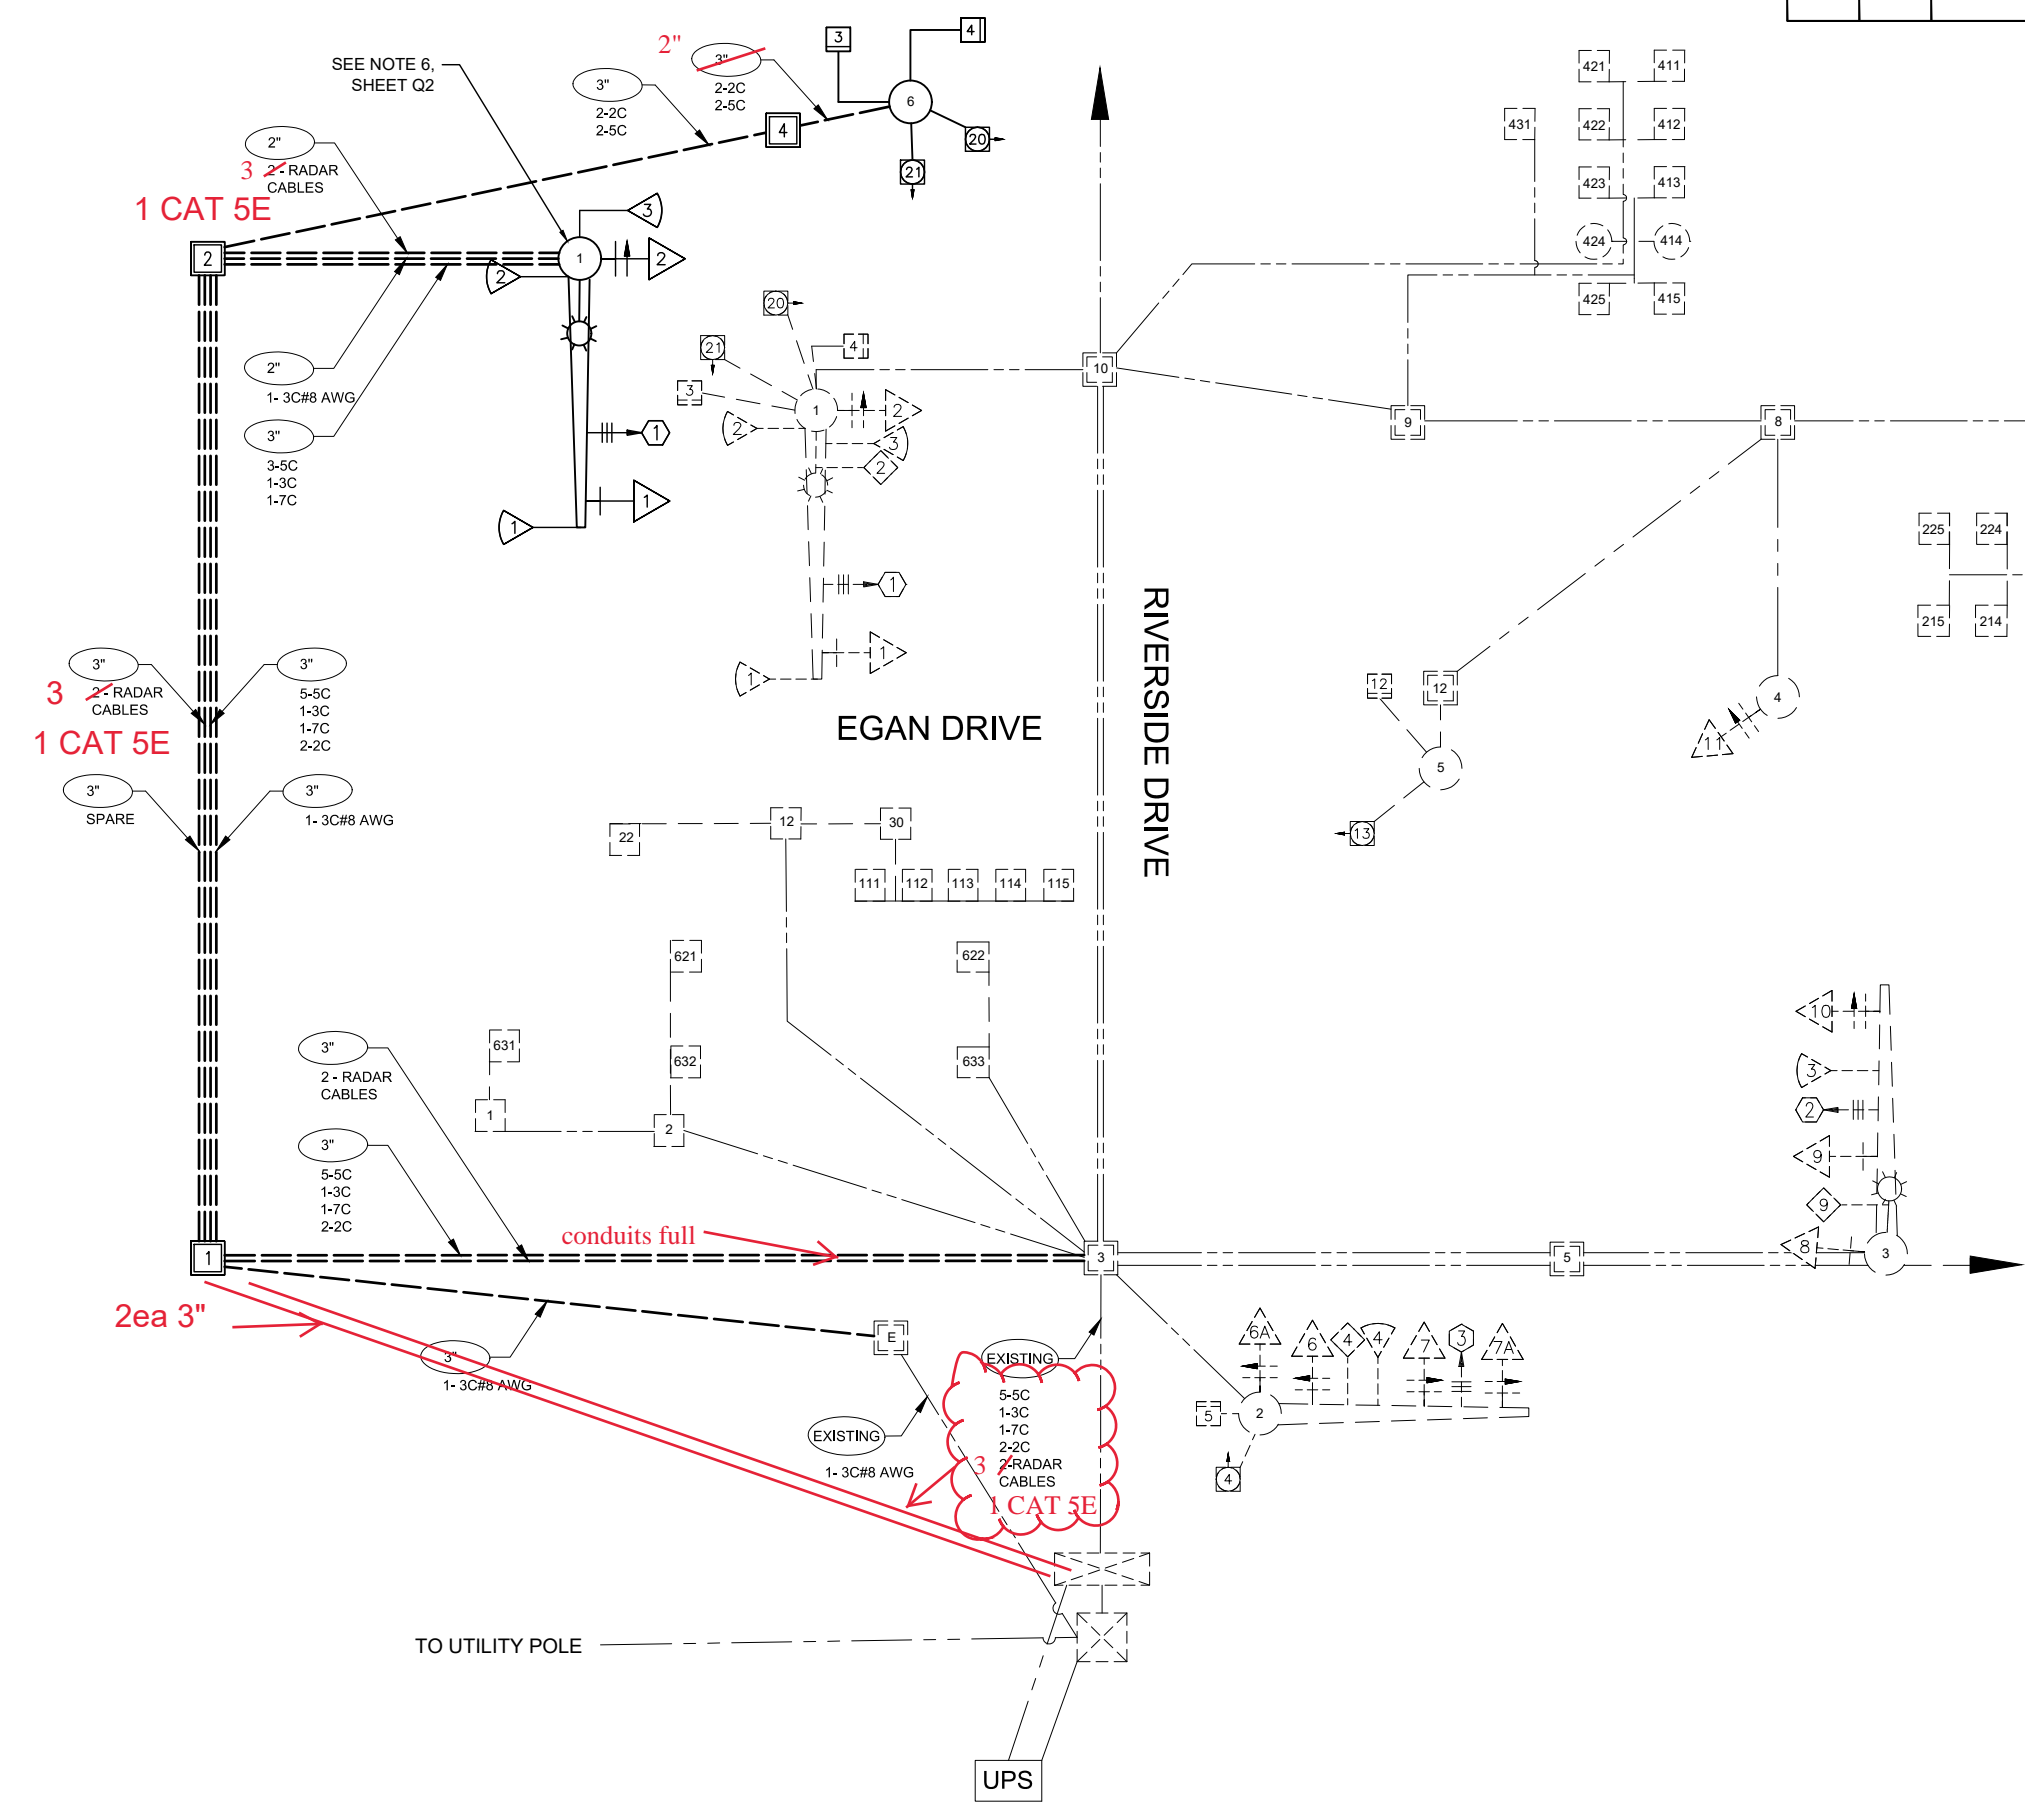 SEE NOTE 6,
SHEET Q2
2"
3"
2-2C
2-5C
3"
2-2C
2-5C
3
4
6
20
21
4
2"
3 2 - RADAR
CABLES
1 CAT 5E
2
1
3
2
2
2"
1- 3C#8 AWG
3"
3-5C
1-3C
1-7C
1
1
1
421
411
431
422
412
423
413
424
414
425
415
20
21
4
3
1
2
2
3
2
1
1
1
10
9
8
225
224
215
214
RIVERSIDE DRIVE
EGAN DRIVE
12
12
5
13
4
11
3"
3 2 - RADAR
CABLES
1 CAT 5E
3"
5-5C
1-3C
1-7C
2-2C
3"
SPARE
3"
1- 3C#8 AWG
22
12
30
111
112
113
114
115
621
622
631
632
633
1
2
3"
2 - RADAR
CABLES
3"
5-5C
1-3C
1-7C
2-2C
10
3
2
9
9
8
3
conduits full
1
3
5
2ea 3"
3"
1- 3C#8 AWG
E
EXISTING
5-5C
1-3C
1-7C
2-2C
3 2-RADAR
CABLES
1 CAT 5E
EXISTING
1- 3C#8 AWG
6A
6
4
4
7
3
7A
5
2
4
TO UTILITY POLE
UPS